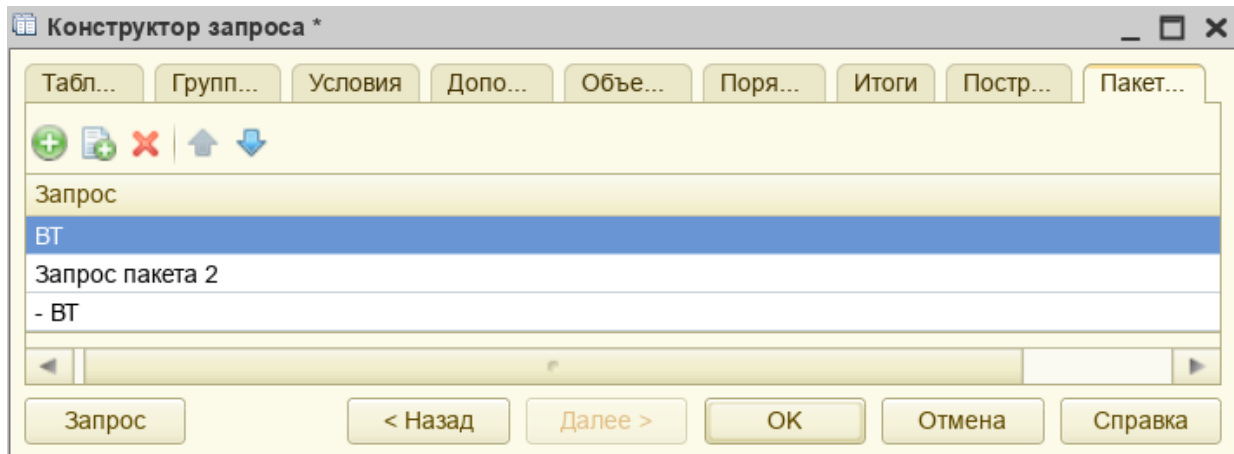 Конструктор запроса *
Табл... Групп... Условия Допо... Объе... Поря... Итоги Постр... Пакет...
Запрос
ВТ
Запрос пакета 2
- ВТ
Запрос < Назад Далее > OK Отмена Справка